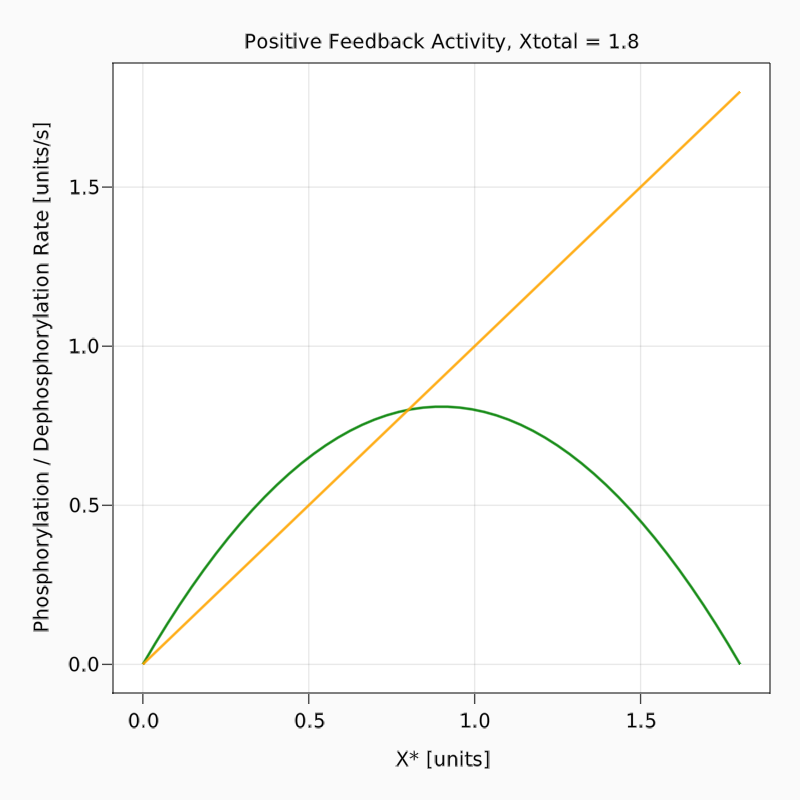 Positive Feedback Activity, Xtotal = 1.8
Phosphorylation / Dephosphorylation Rate [units/s]
1.5
1.0
0.5
0.0
0.0 0.5 1.0 1.5
X* [units]